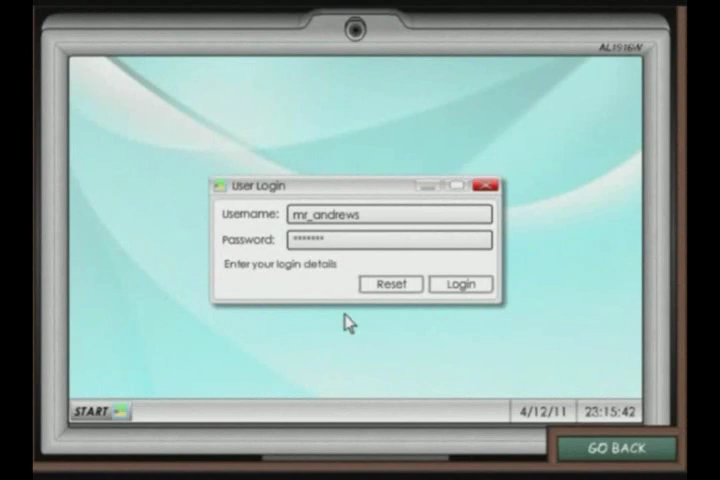 AL1916W
User Login
Username: mr_andrews
Password: *******
Enter your login details
Reset Login
START 4/12/11 23:15:42
GO BACK